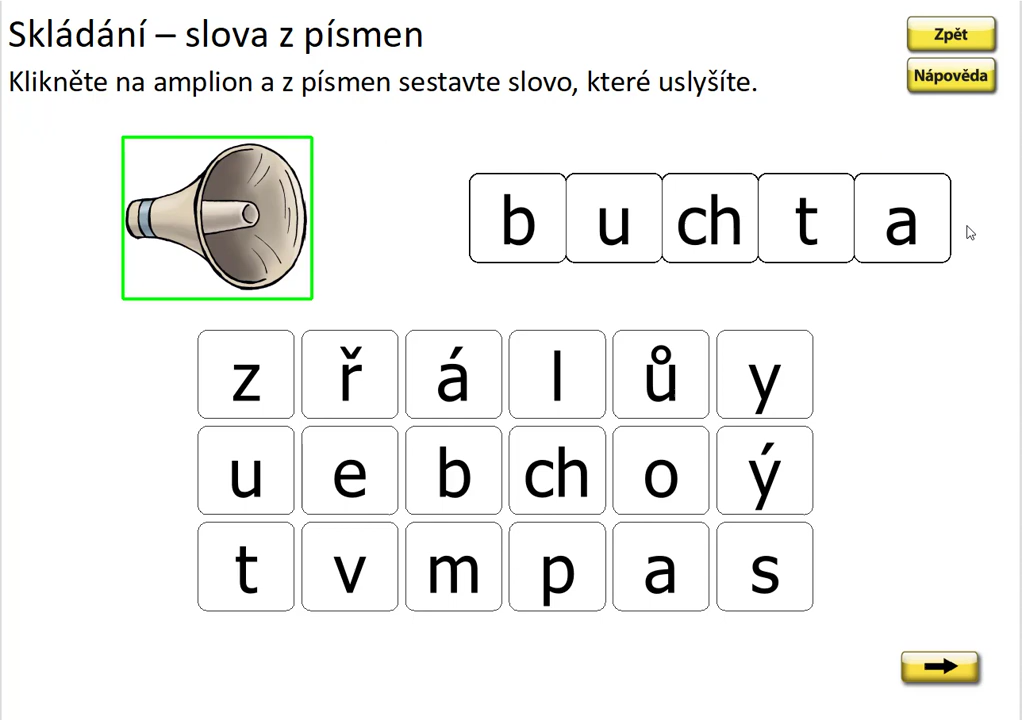 Skládání – slova z písmen
Zpět
Klikněte na amplion a z písmen sestavte slovo, které uslyšíte.
Nápověda
b u ch t a
z ř á l ů y
u e b ch o ý
t v m p a s